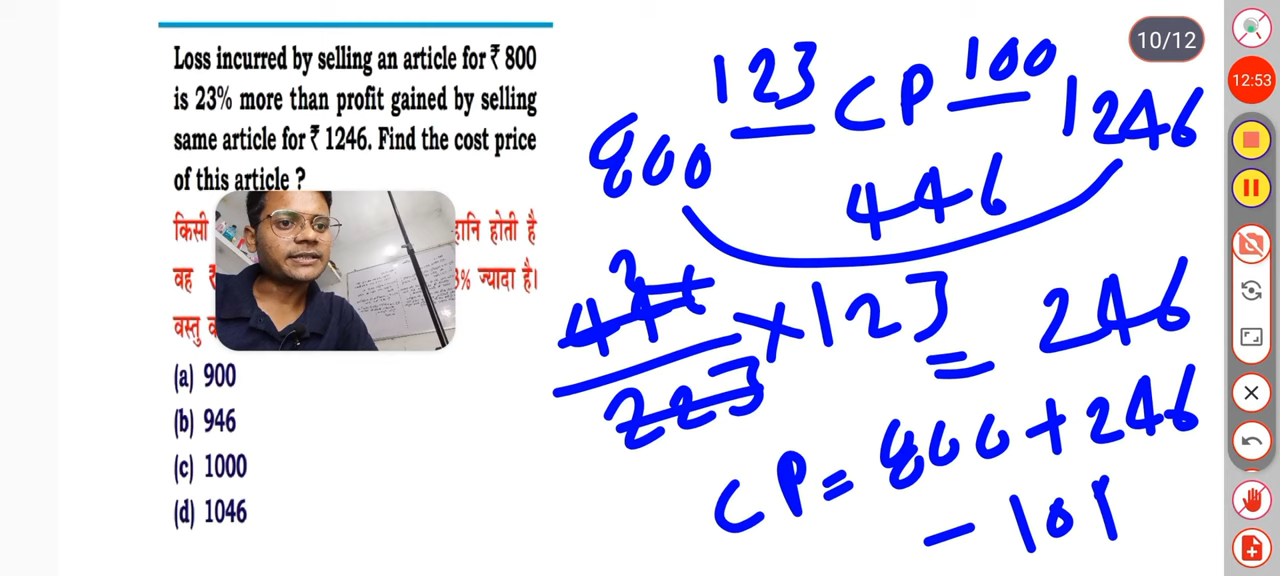 Loss incurred by selling an article for ₹ 800
is 23% more than profit gained by selling
same article for ₹ 1246. Find the cost price
of this article ?
किसी हानि होती है
वह % ज्यादा है।
वस्तु
(a) 900
(b) 946
(c) 1000
(d) 1046
10/12
12:53
123 CP 100
800 1246
446
2
446
223
×123 = 246
CP = 800 + 246